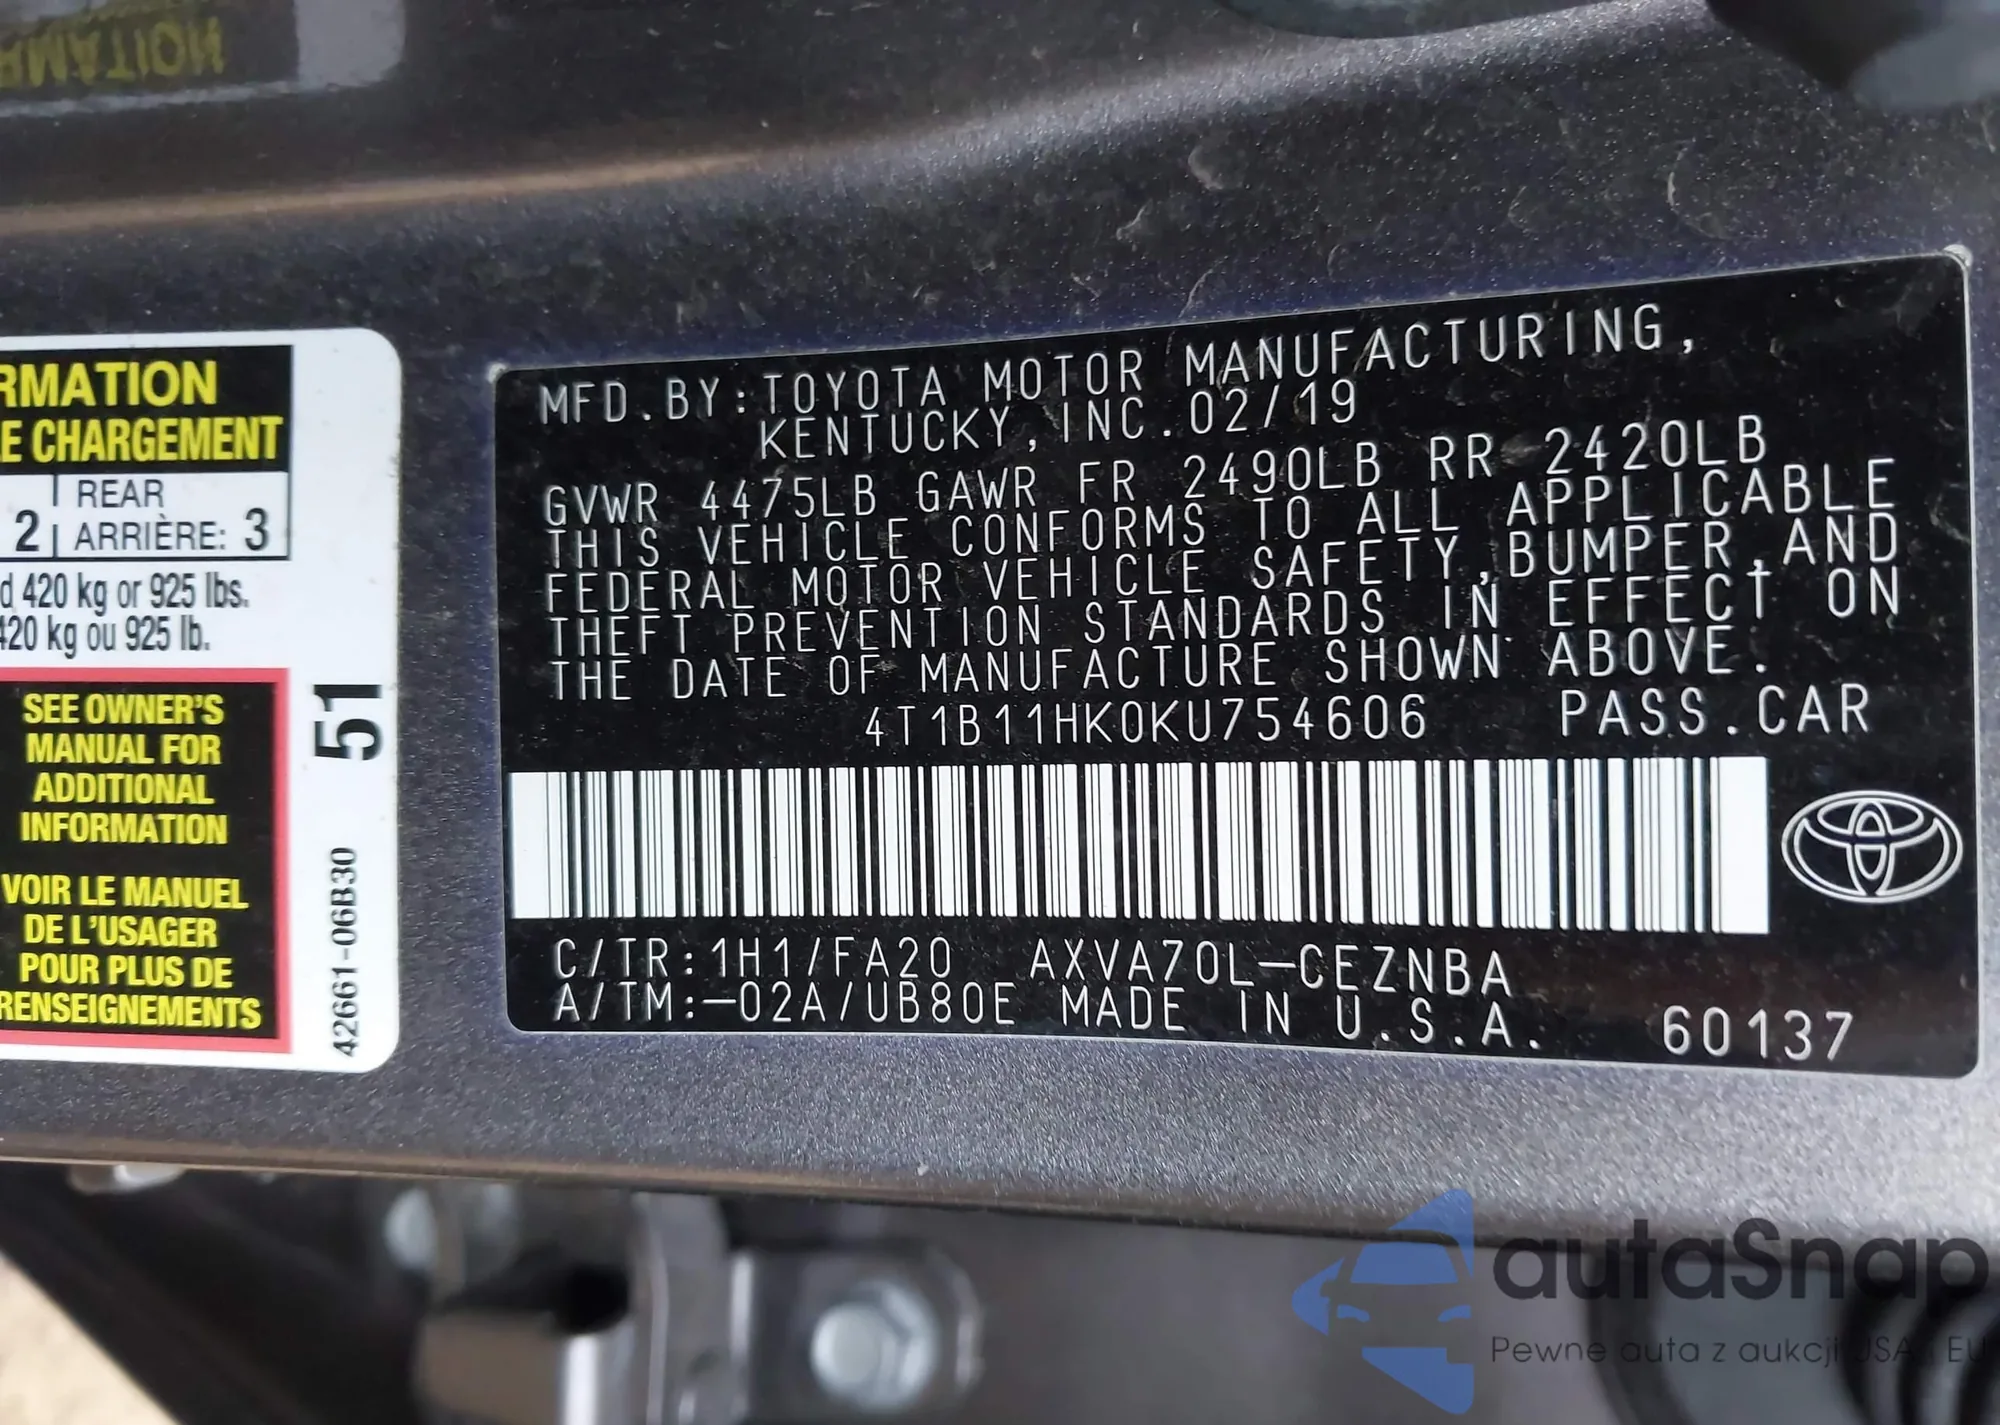 RMATION
E CHARGEMENT
2 REAR
ARRIÈRE: 3
d 420 kg or 925 lbs.
420 kg ou 925 lb.
SEE OWNER'S
MANUAL FOR
ADDITIONAL
INFORMATION
VOIR LE MANUEL
DE L'USAGER
POUR PLUS DE
RENSEIGNEMENTS
51
42661-06B30
MFD.BY:TOYOTA MOTOR MANUFACTURING,
KENTUCKY,INC.02/19
GVWR 4475LB GAWR FR 2490LB RR 2420LB
THIS VEHICLE CONFORMS TO ALL APPLICABLE
FEDERAL MOTOR VEHICLE SAFETY,BUMPER,AND
THEFT PREVENTION STANDARDS IN EFFECT ON
THE DATE OF MANUFACTURE SHOWN ABOVE.
4T1B11HK0KU754606 PASS.CAR
C/TR:1H1/FA20 AXVA70L-CEZNBA
A/TM:-02A/UB80E MADE IN U.S.A. 60137
autaSnap
Pewne auta z aukcji USA EU